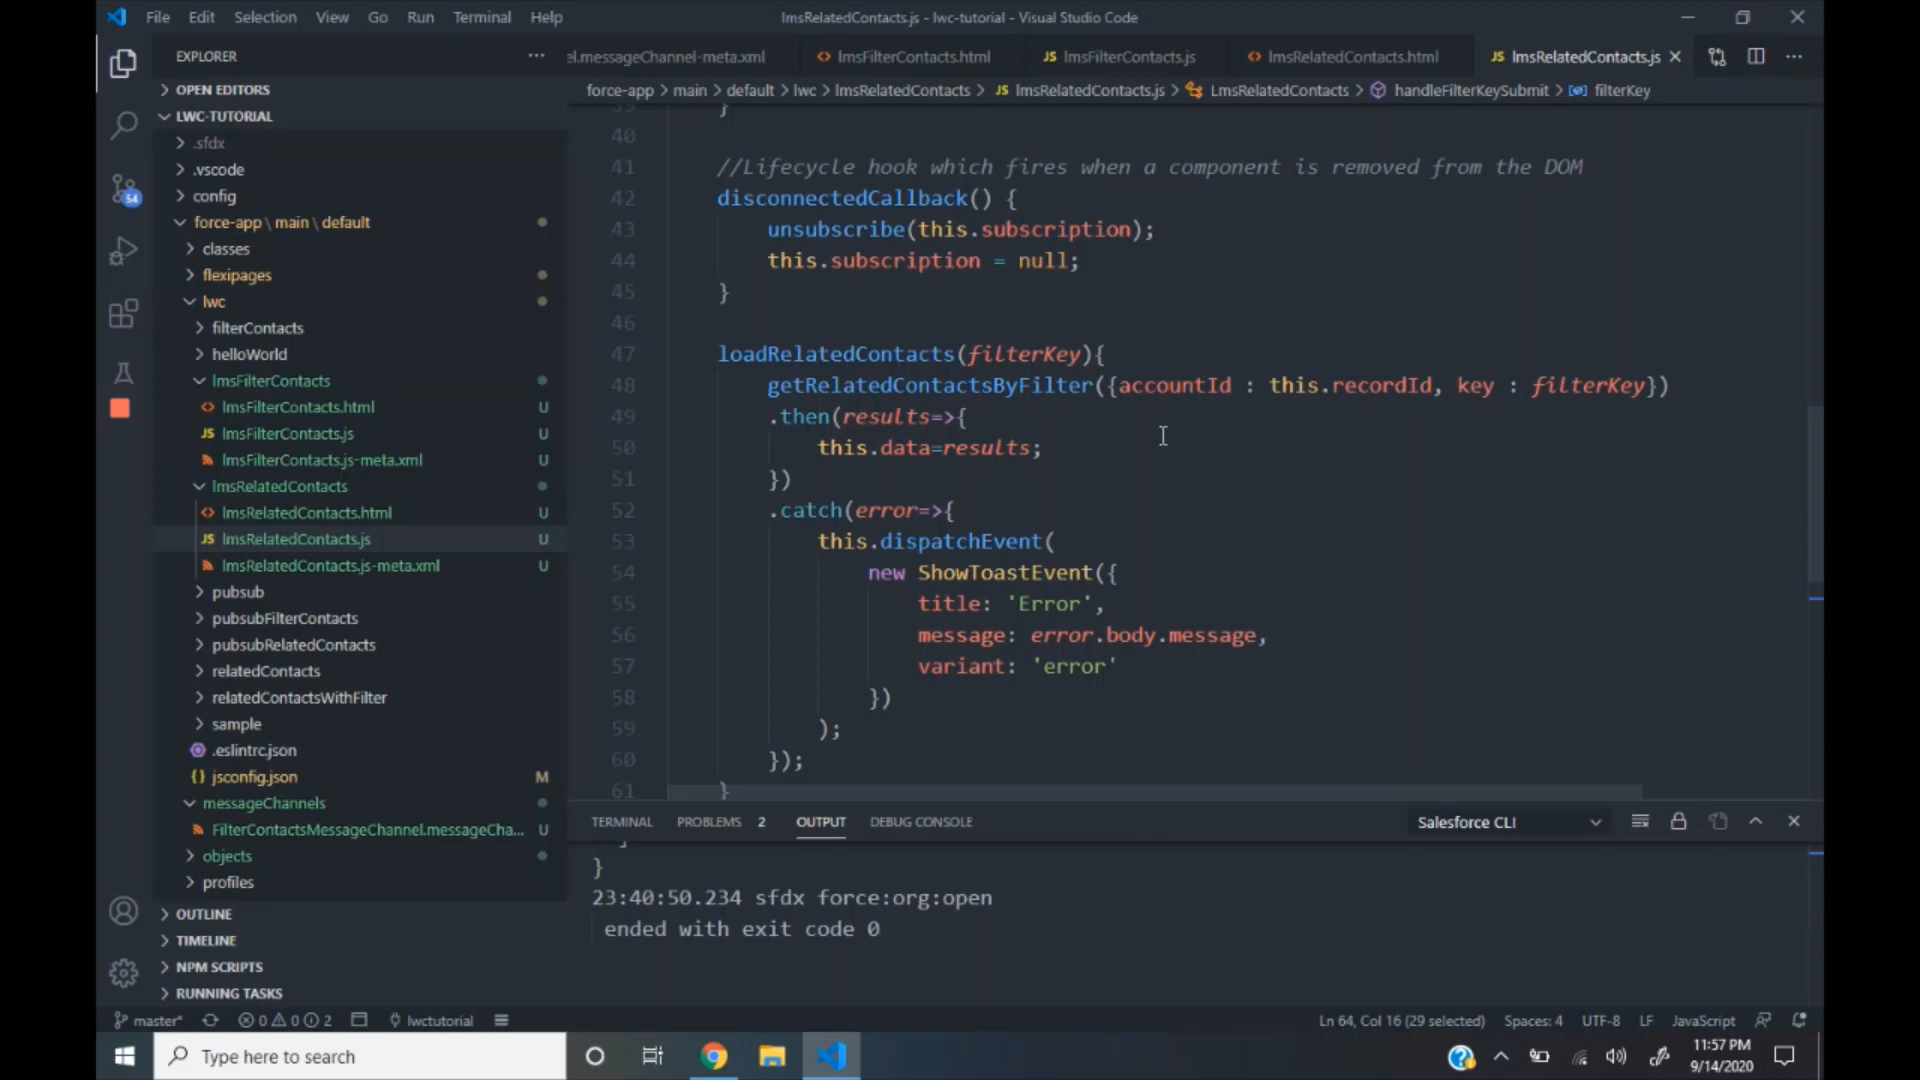 File Edit Selection View Go Run Terminal Help
lmsRelatedContacts.js - lwc-tutorial - Visual Studio Code
EXPLORER
OPEN EDITORS
LWC-TUTORIAL
.sfdx
.vscode
config
force-app \ main \ default
classes
flexipages
lwc
filterContacts
helloWorld
lmsFilterContacts
lmsFilterContacts.html U
lmsFilterContacts.js U
lmsFilterContacts.js-meta.xml U
lmsRelatedContacts
lmsRelatedContacts.html U
lmsRelatedContacts.js U
lmsRelatedContacts.js-meta.xml U
pubsub
pubsubFilterContacts
pubsubRelatedContacts
relatedContacts
relatedContactsWithFilter
sample
.eslintrc.json
jsconfig.json M
messageChannels
FilterContactsMessageChannel.messageCha... U
objects
profiles
OUTLINE
TIMELINE
NPM SCRIPTS
RUNNING TASKS
54
el.messageChannel-meta.xml lmsFilterContacts.html JS lmsFilterContacts.js lmsRelatedContacts.html JS lmsRelatedContacts.js
force-app > main > default > lwc > lmsRelatedContacts > JS lmsRelatedContacts.js > LmsRelatedContacts > handleFilterKeySubmit > filterKey
39 }
40
41 //Lifecycle hook which fires when a component is removed from the DOM
42 disconnectedCallback() {
43 unsubscribe(this.subscription);
44 this.subscription = null;
45 }
46
47 loadRelatedContacts(filterKey){
48 getRelatedContactsByFilter({accountId : this.recordId, key : filterKey})
49 .then(results=>{
50 this.data=results;
51 })
52 .catch(error=>{
53 this.dispatchEvent(
54 new ShowToastEvent({
55 title: 'Error',
56 message: error.body.message,
57 variant: 'error'
58 })
59 );
60 });
61 }
TERMINAL PROBLEMS 2 OUTPUT DEBUG CONSOLE Salesforce CLI
}
23:40:50.234 sfdx force:org:open
ended with exit code 0
master* 0 0 2 lwctutorial Ln 64, Col 16 (29 selected) Spaces: 4 UTF-8 LF JavaScript
Type here to search
11:57 PM
9/14/2020